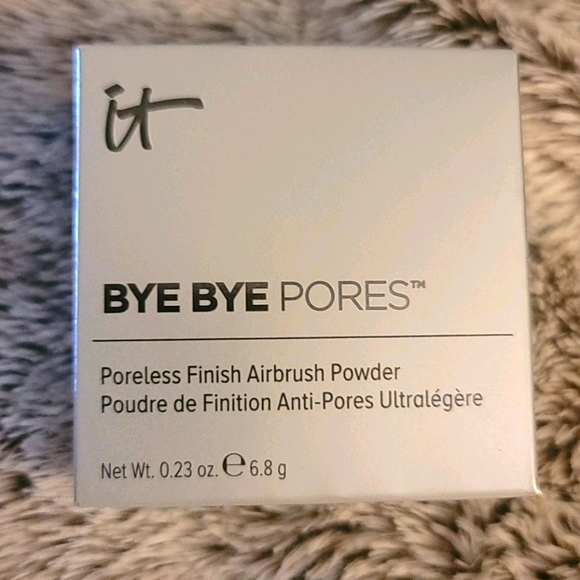 it
BYE BYE PORES™
Poreless Finish Airbrush Powder
Poudre de Finition Anti-Pores Ultralégère
Net Wt. 0.23 oz. ℮ 6.8 g